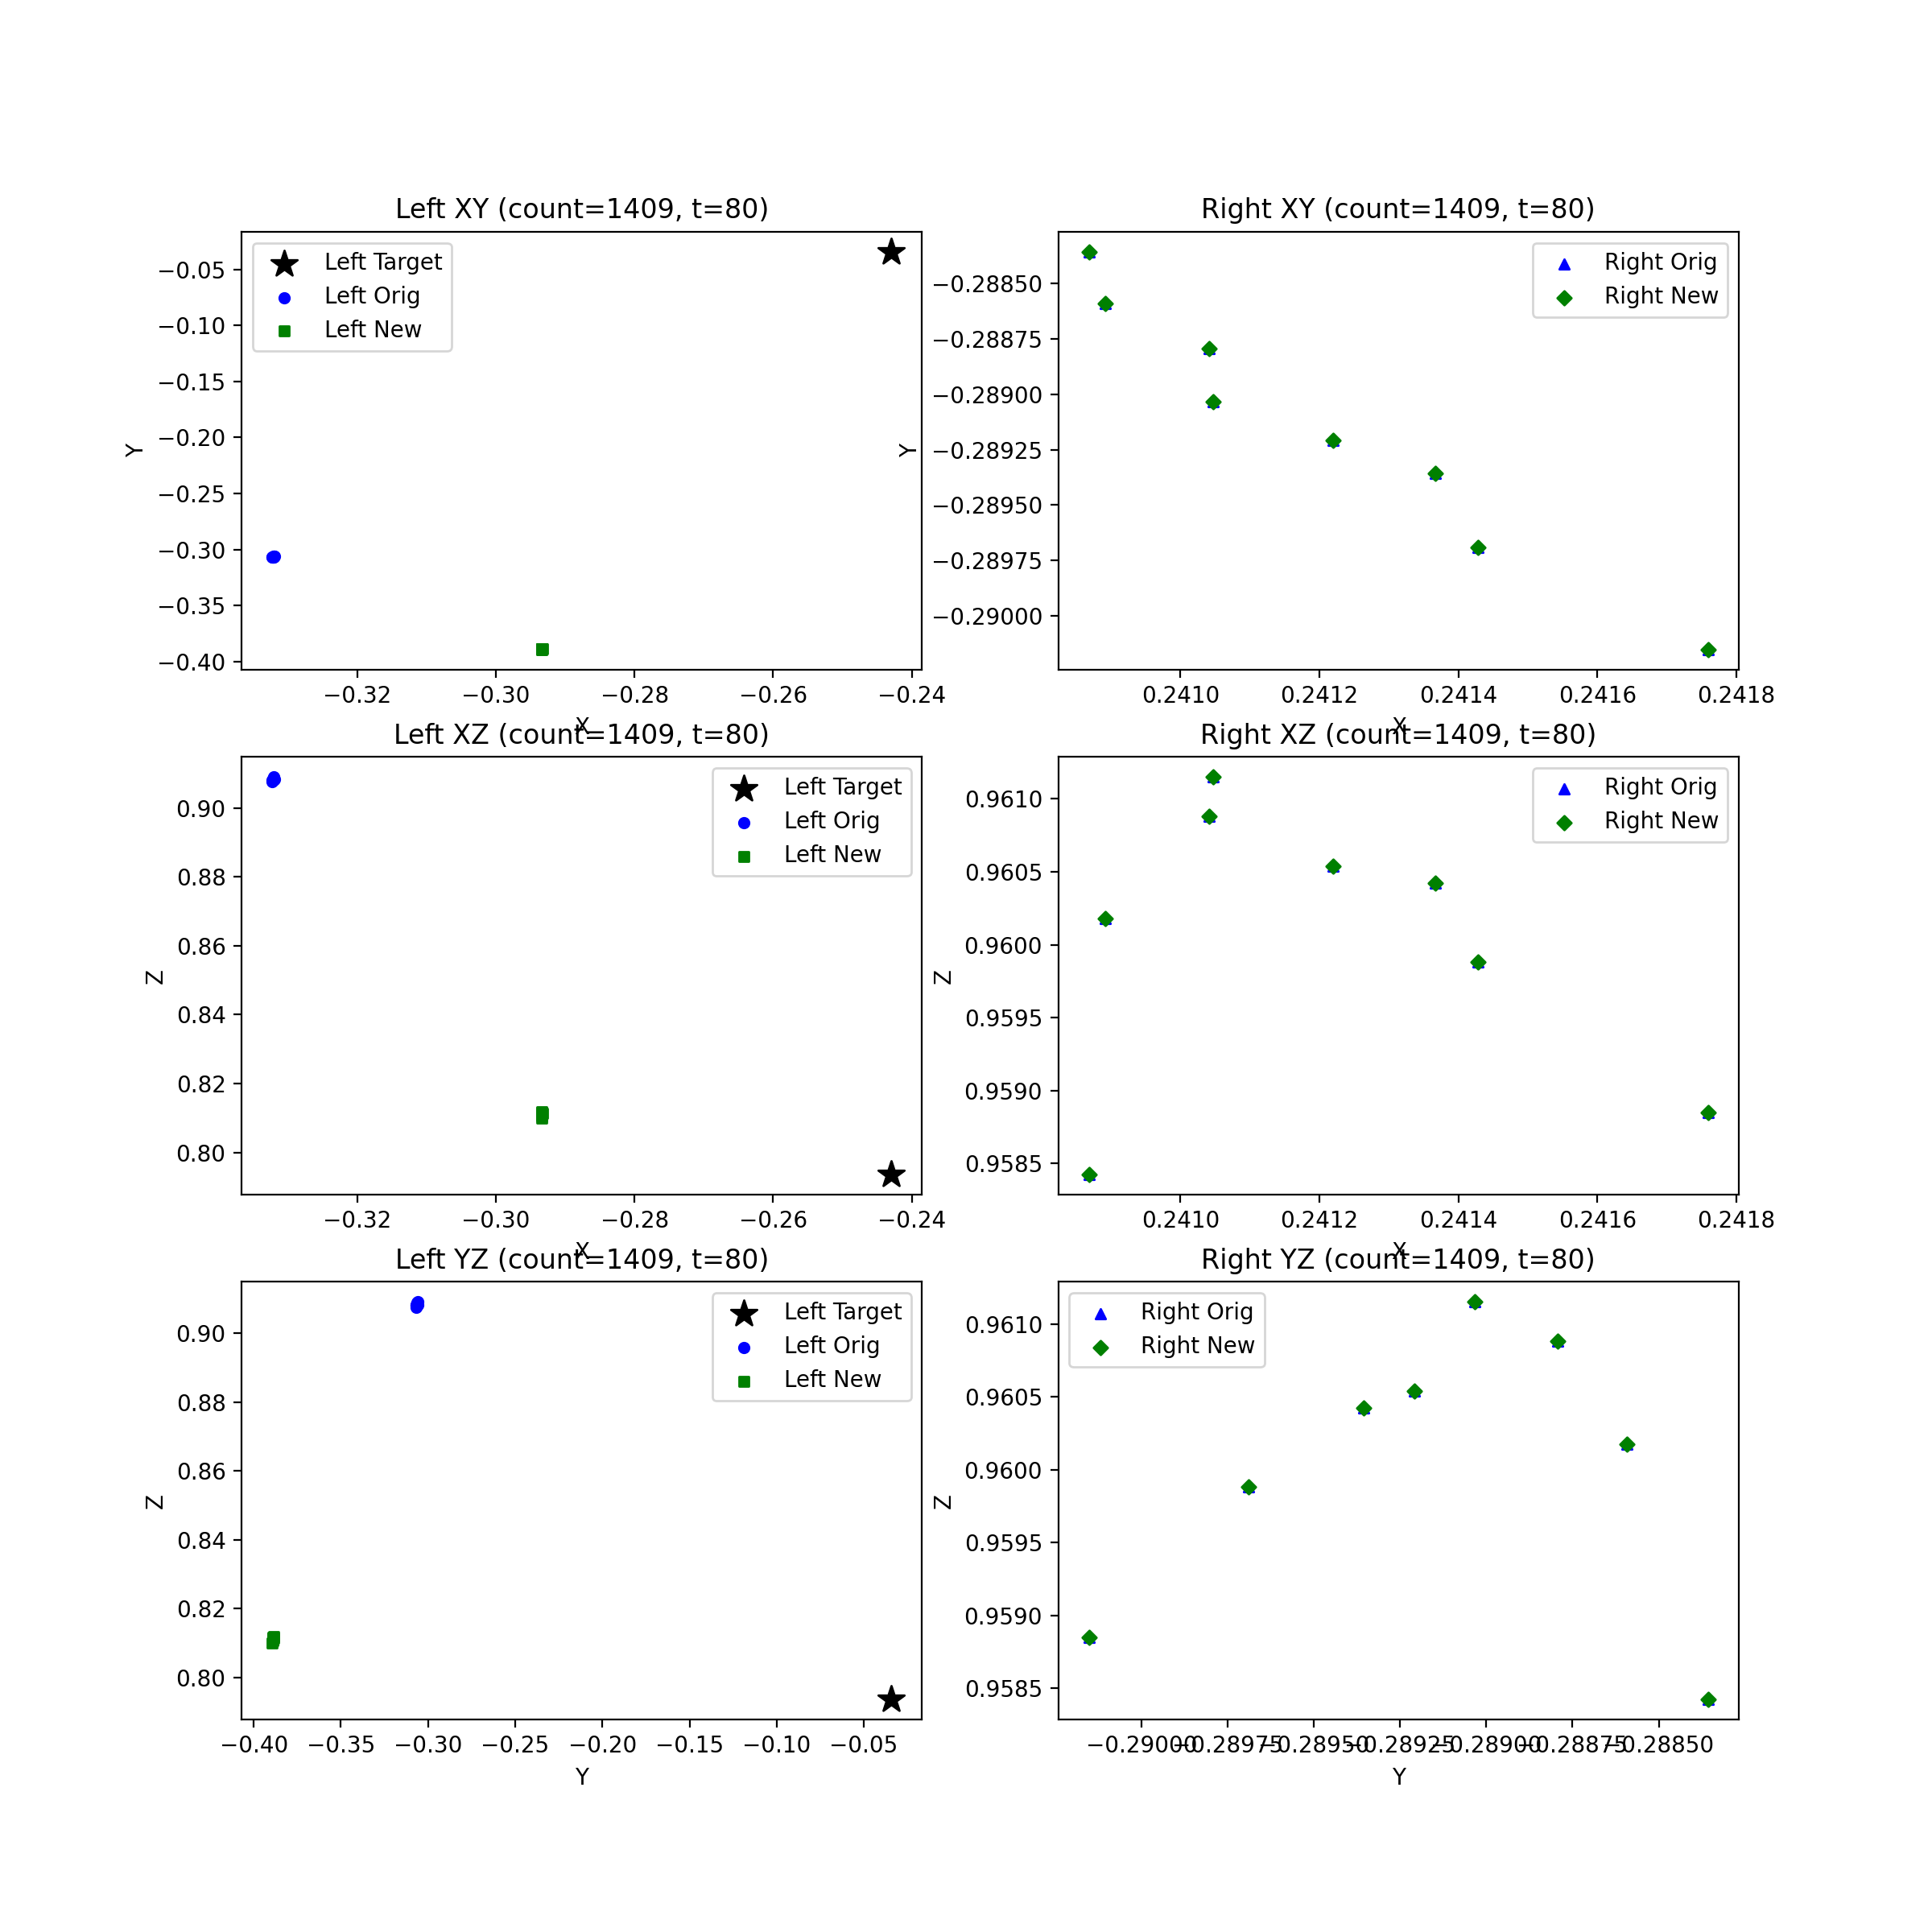 Left XY (count=1409, t=80)
Left Target
Left Orig
Left New
−0.05
−0.10
−0.15
−0.20
−0.25
−0.30
−0.35
−0.40
Y
−0.32 −0.30 −0.28 −0.26 −0.24
X
Right XY (count=1409, t=80)
Right Orig
Right New
−0.28850
−0.28875
−0.28900
−0.28925
−0.28950
−0.28975
−0.29000
Y
0.2410 0.2412 0.2414 0.2416 0.2418
X
Left XZ (count=1409, t=80)
Left Target
Left Orig
Left New
0.90
0.88
0.86
0.84
0.82
0.80
Z
−0.32 −0.30 −0.28 −0.26 −0.24
X
Right XZ (count=1409, t=80)
Right Orig
Right New
0.9610
0.9605
0.9600
0.9595
0.9590
0.9585
Z
0.2410 0.2412 0.2414 0.2416 0.2418
X
Left YZ (count=1409, t=80)
Left Target
Left Orig
Left New
0.90
0.88
0.86
0.84
0.82
0.80
Z
−0.40 −0.35 −0.30 −0.25 −0.20 −0.15 −0.10 −0.05
Y
Right YZ (count=1409, t=80)
Right Orig
Right New
0.9610
0.9605
0.9600
0.9595
0.9590
0.9585
Z
−0.29000 −0.28975 −0.28950 −0.28925 −0.28900 −0.28875 −0.28850
Y